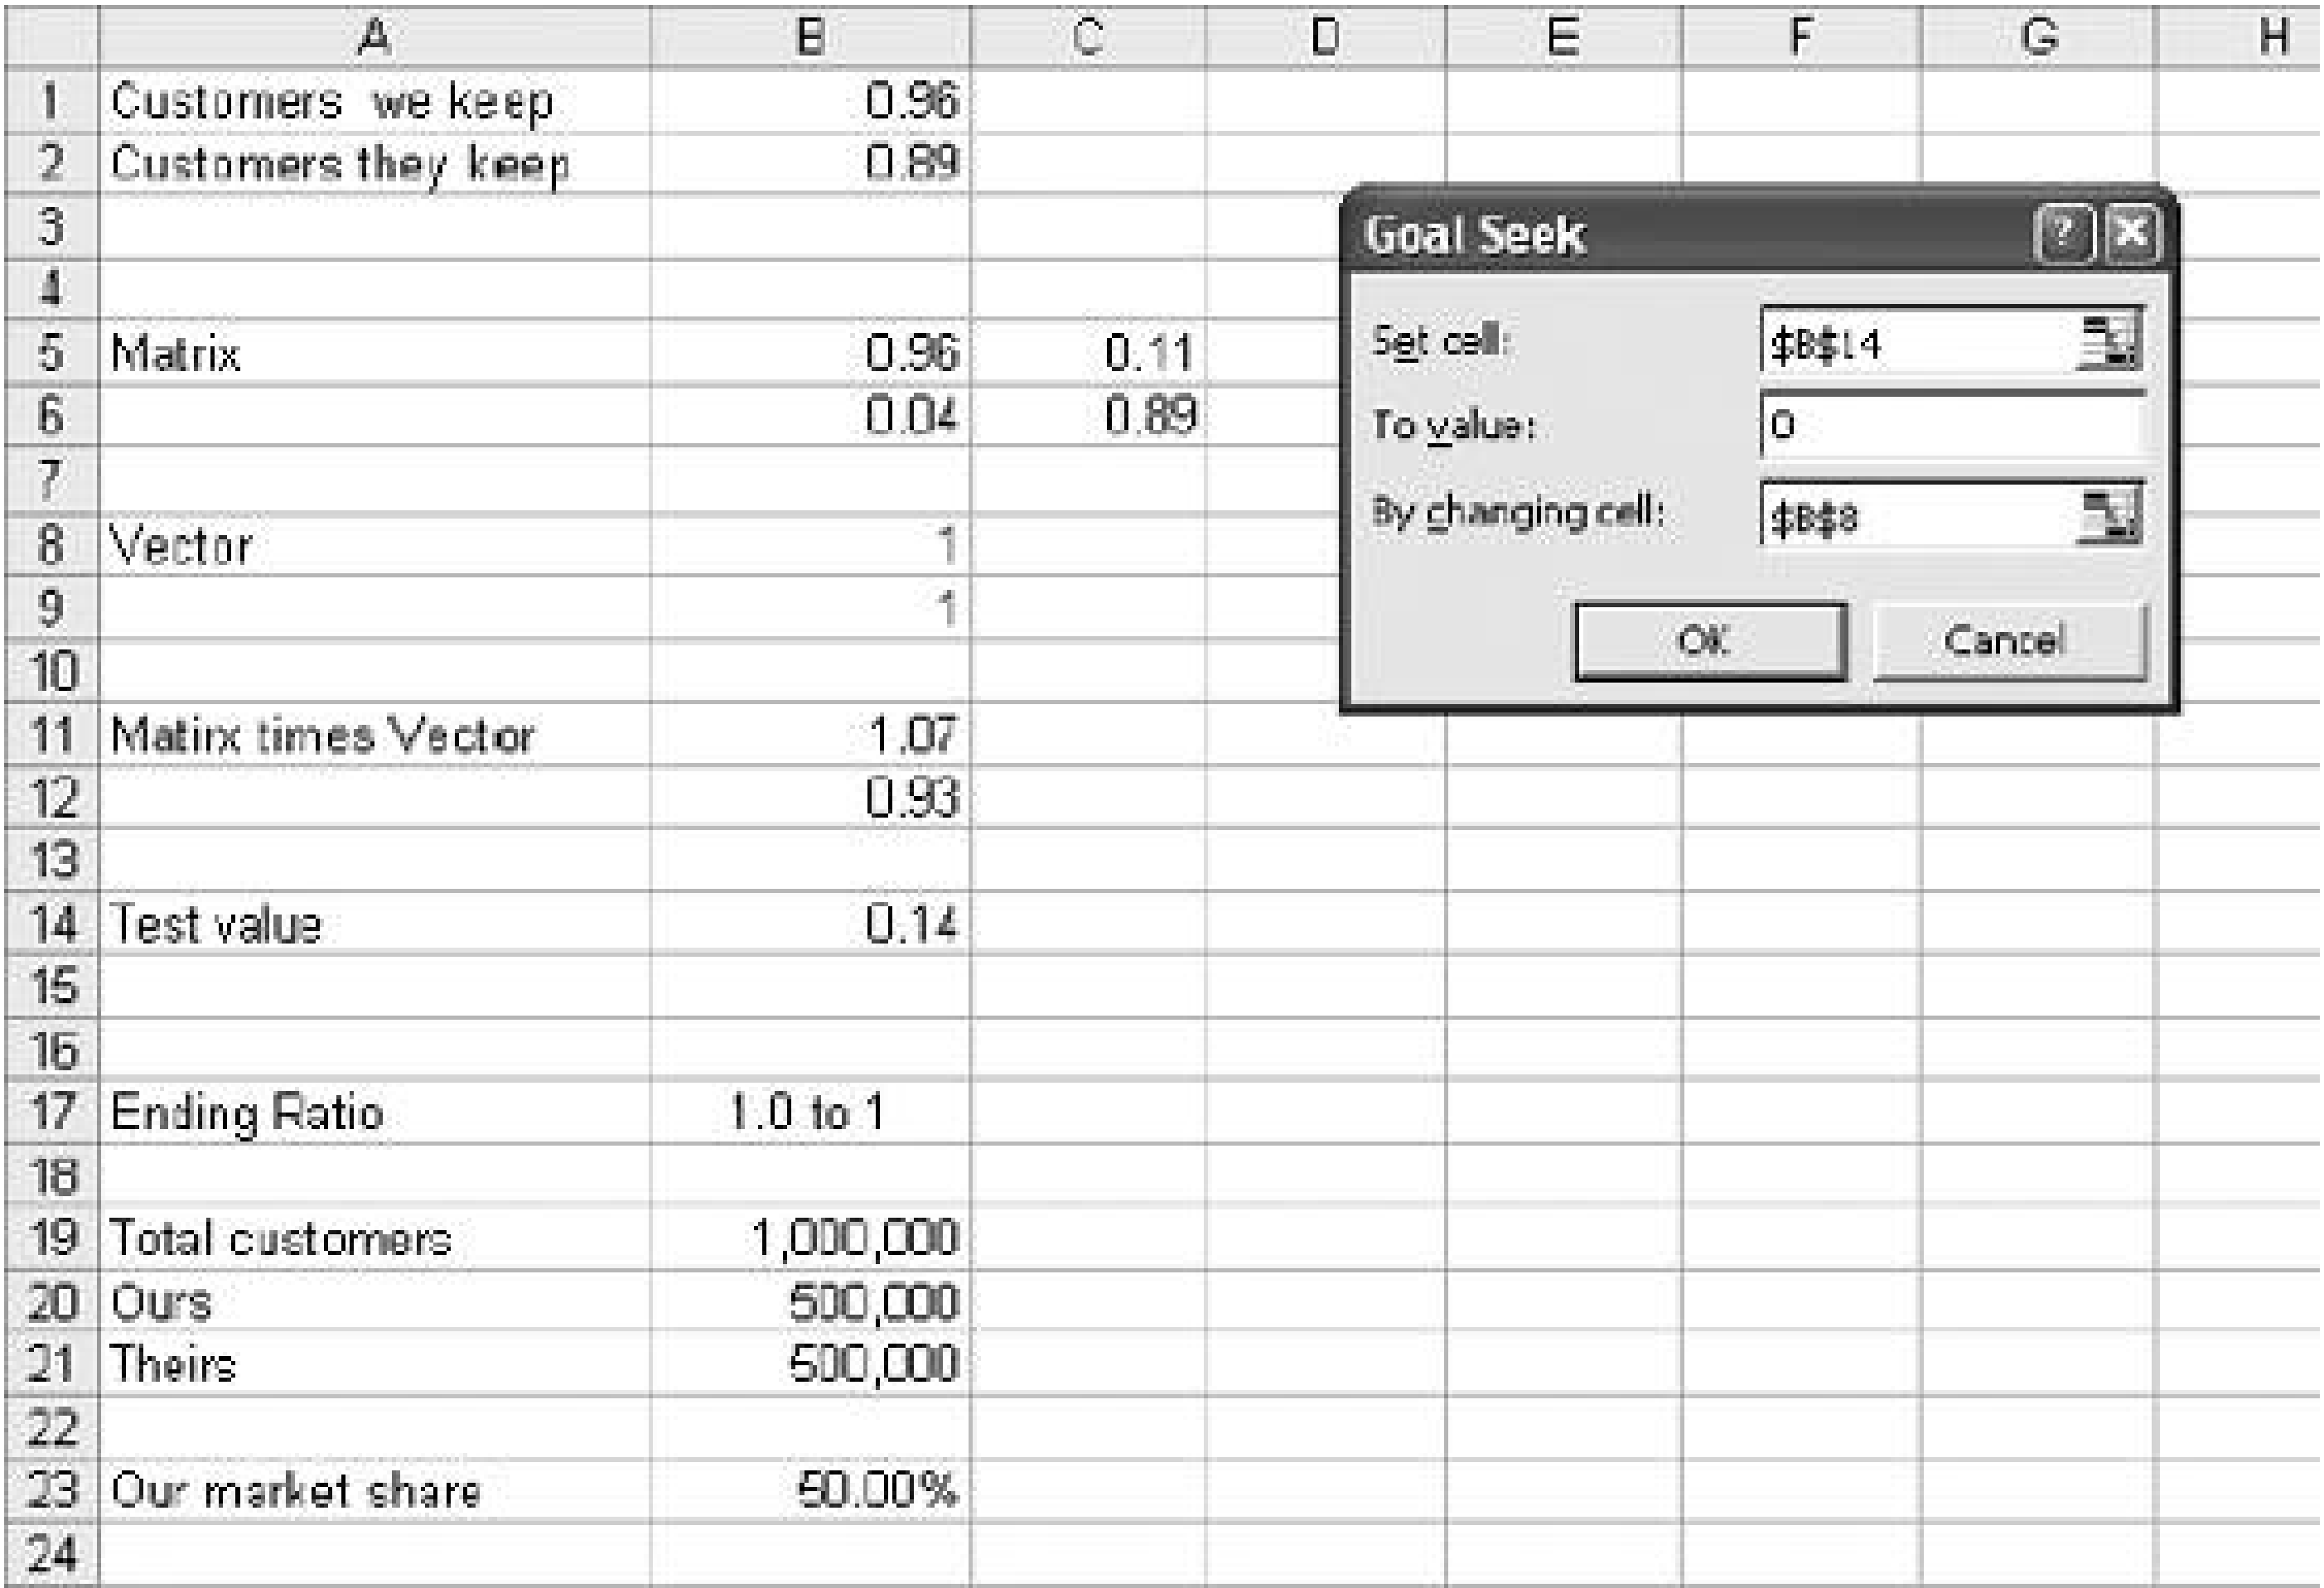 A B C D E F G H
1 Customers we keep 0.96
2 Customers they keep 0.89
3
4
5 Matrix 0.96 0.11
6 0.04 0.89
7
8 Vector 1
9 1
10
11 Matirx times Vector 1.07
12 0.93
13
14 Test value 0.14
15
16
17 Ending Ratio 1.0 to 1
18
19 Total customers 1,000,000
20 Ours 500,000
21 Theirs 500,000
22
23 Our market share 50.00%
24
Goal Seek
Set cell: $B$14
To value: 0
By changing cell: $B$8
OK Cancel